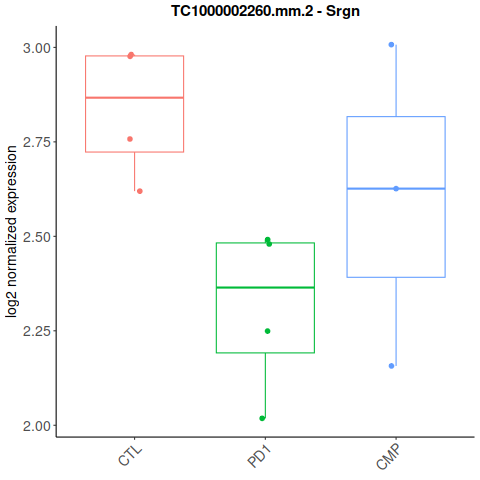 TC1000002260.mm.2 - Srgn
log2 normalized expression
3.00
2.75
2.50
2.25
2.00
CTL
PD1
CMP